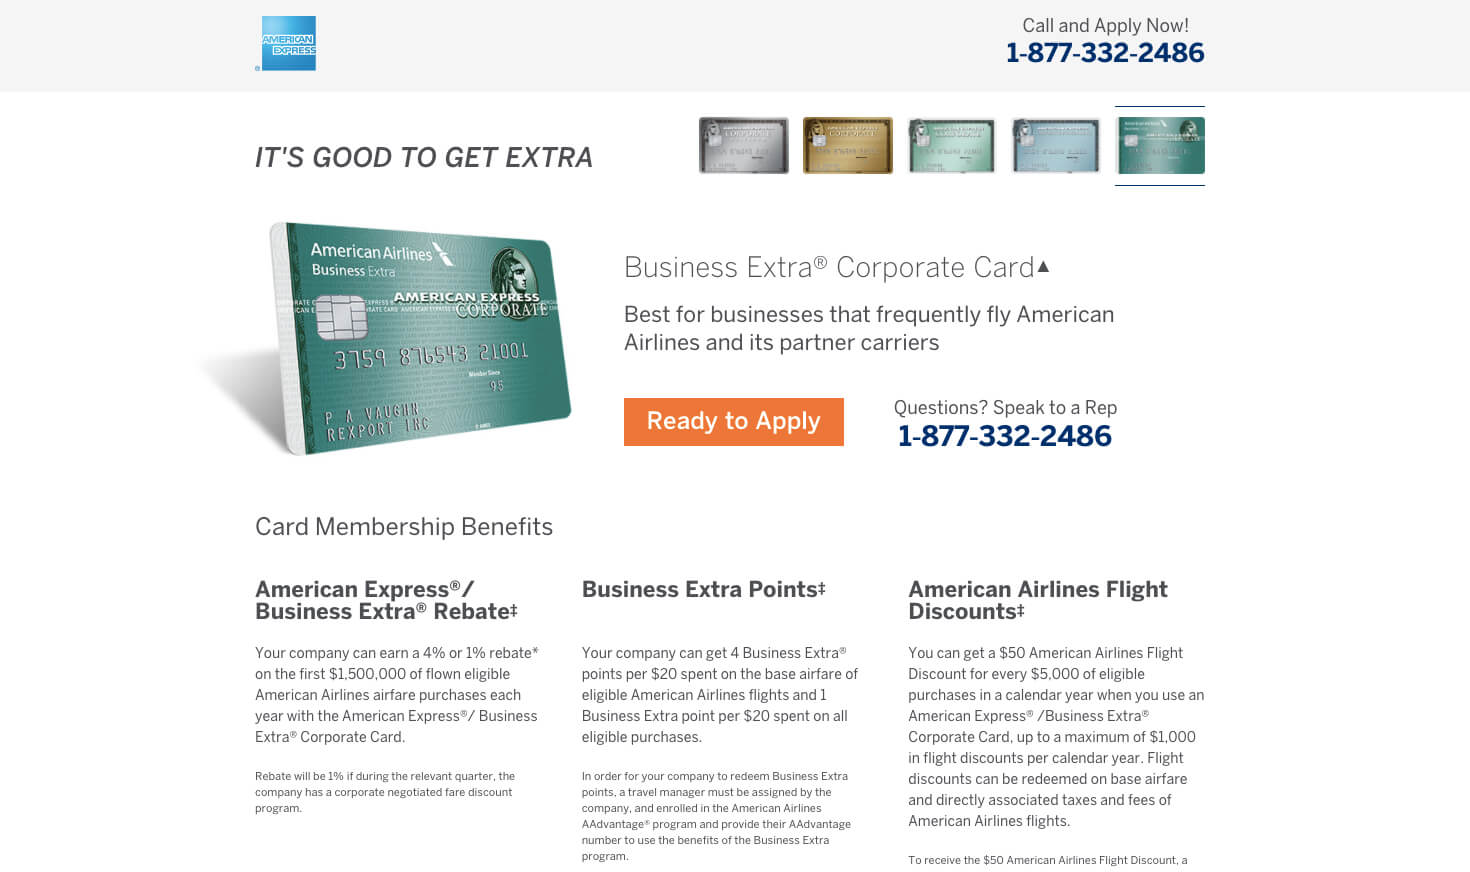 AMERICAN
EXPRESS
®
Call and Apply Now!
1-877-332-2486
IT'S GOOD TO GET EXTRA
American Airlines
Business Extra
AMERICAN EXPRESS
CORPORATE
3759 876543 21001
Member Since
95
P A VAUGHN
REXPORT INC
© AMEX
Business Extra® Corporate Card▲
Best for businesses that frequently fly American
Airlines and its partner carriers
Ready to Apply
Questions? Speak to a Rep
1-877-332-2486
Card Membership Benefits
American Express®/
Business Extra® Rebate‡
Your company can earn a 4% or 1% rebate*
on the first $1,500,000 of flown eligible
American Airlines airfare purchases each
year with the American Express®/ Business
Extra® Corporate Card.
Rebate will be 1% if during the relevant quarter, the
company has a corporate negotiated fare discount
program.
Business Extra Points‡
Your company can get 4 Business Extra®
points per $20 spent on the base airfare of
eligible American Airlines flights and 1
Business Extra point per $20 spent on all
eligible purchases.
In order for your company to redeem Business Extra
points, a travel manager must be assigned by the
company, and enrolled in the American Airlines
AAdvantage® program and provide their AAdvantage
number to use the benefits of the Business Extra
program.
American Airlines Flight
Discounts‡
You can get a $50 American Airlines Flight
Discount for every $5,000 of eligible
purchases in a calendar year when you use an
American Express® /Business Extra®
Corporate Card, up to a maximum of $1,000
in flight discounts per calendar year. Flight
discounts can be redeemed on base airfare
and directly associated taxes and fees of
American Airlines flights.
To receive the $50 American Airlines Flight Discount, a